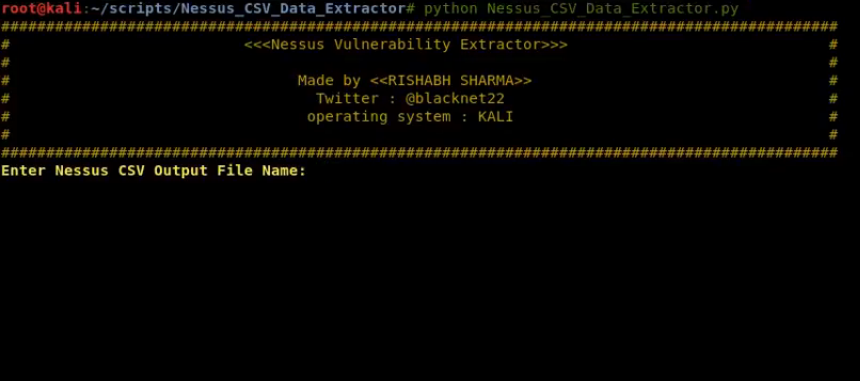 root@kali:~/scripts/Nessus_CSV_Data_Extractor# python Nessus_CSV_Data_Extractor.py
#############################################################################################
# <<<Nessus Vulnerability Extractor>>> #
# #
# Made by <<RISHABH SHARMA>> #
# Twitter : @blacknet22 #
# operating system : KALI #
# #
#############################################################################################
Enter Nessus CSV Output File Name: